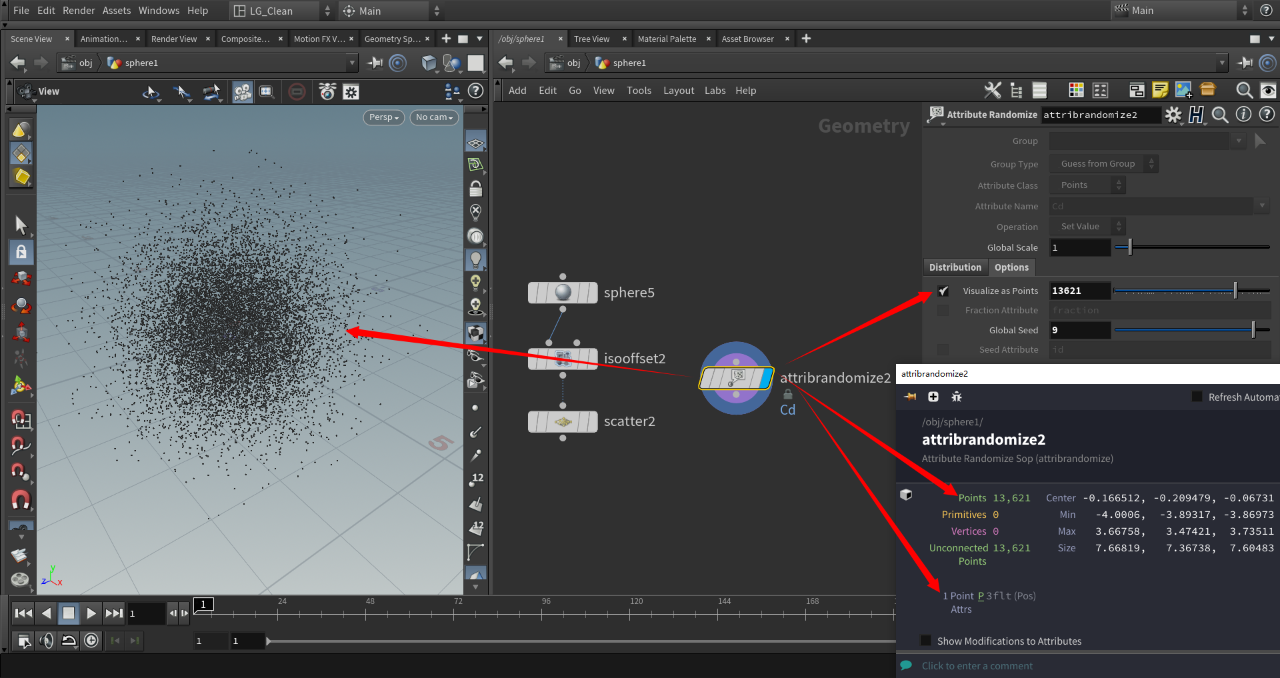 File Edit Render Assets Windows Help LG_Clean Main Main
Scene View Animation... Render View Composite... Motion FX V... Geometry Sp...
/obj/sphere1 Tree View Material Palette Asset Browser
obj sphere1
obj sphere1
View
Add Edit Go View Tools Layout Labs Help
Persp No cam
Geometry
Attribute Randomize attribrandomize2
Group
Group Type Guess from Group
Attribute Class Points
Attribute Name Cd
Operation Set Value
Global Scale 1
Distribution Options
Visualize as Points 13621
Fraction Attribute fraction
Global Seed 9
Seed Attribute id
sphere5
isooffset2
scatter2
attribrandomize2
Cd
5
12
12
z y x
attribrandomize2
Refresh Automa
/obj/sphere1/
attribrandomize2
Attribute Randomize Sop (attribrandomize)
Points 13,621 Center -0.166512, -0.209479, -0.06731
Primitives 0 Min -4.0006, -3.89317, -3.86973
Vertices 0 Max 3.66758, 3.47421, 3.73511
Unconnected 13,621 Size 7.66819, 7.36738, 7.60483
Points
1 Point P 3flt (Pos)
Attrs
Show Modifications to Attributes
Click to enter a comment
1 1 24 48 72 96 120 144 168
1 1